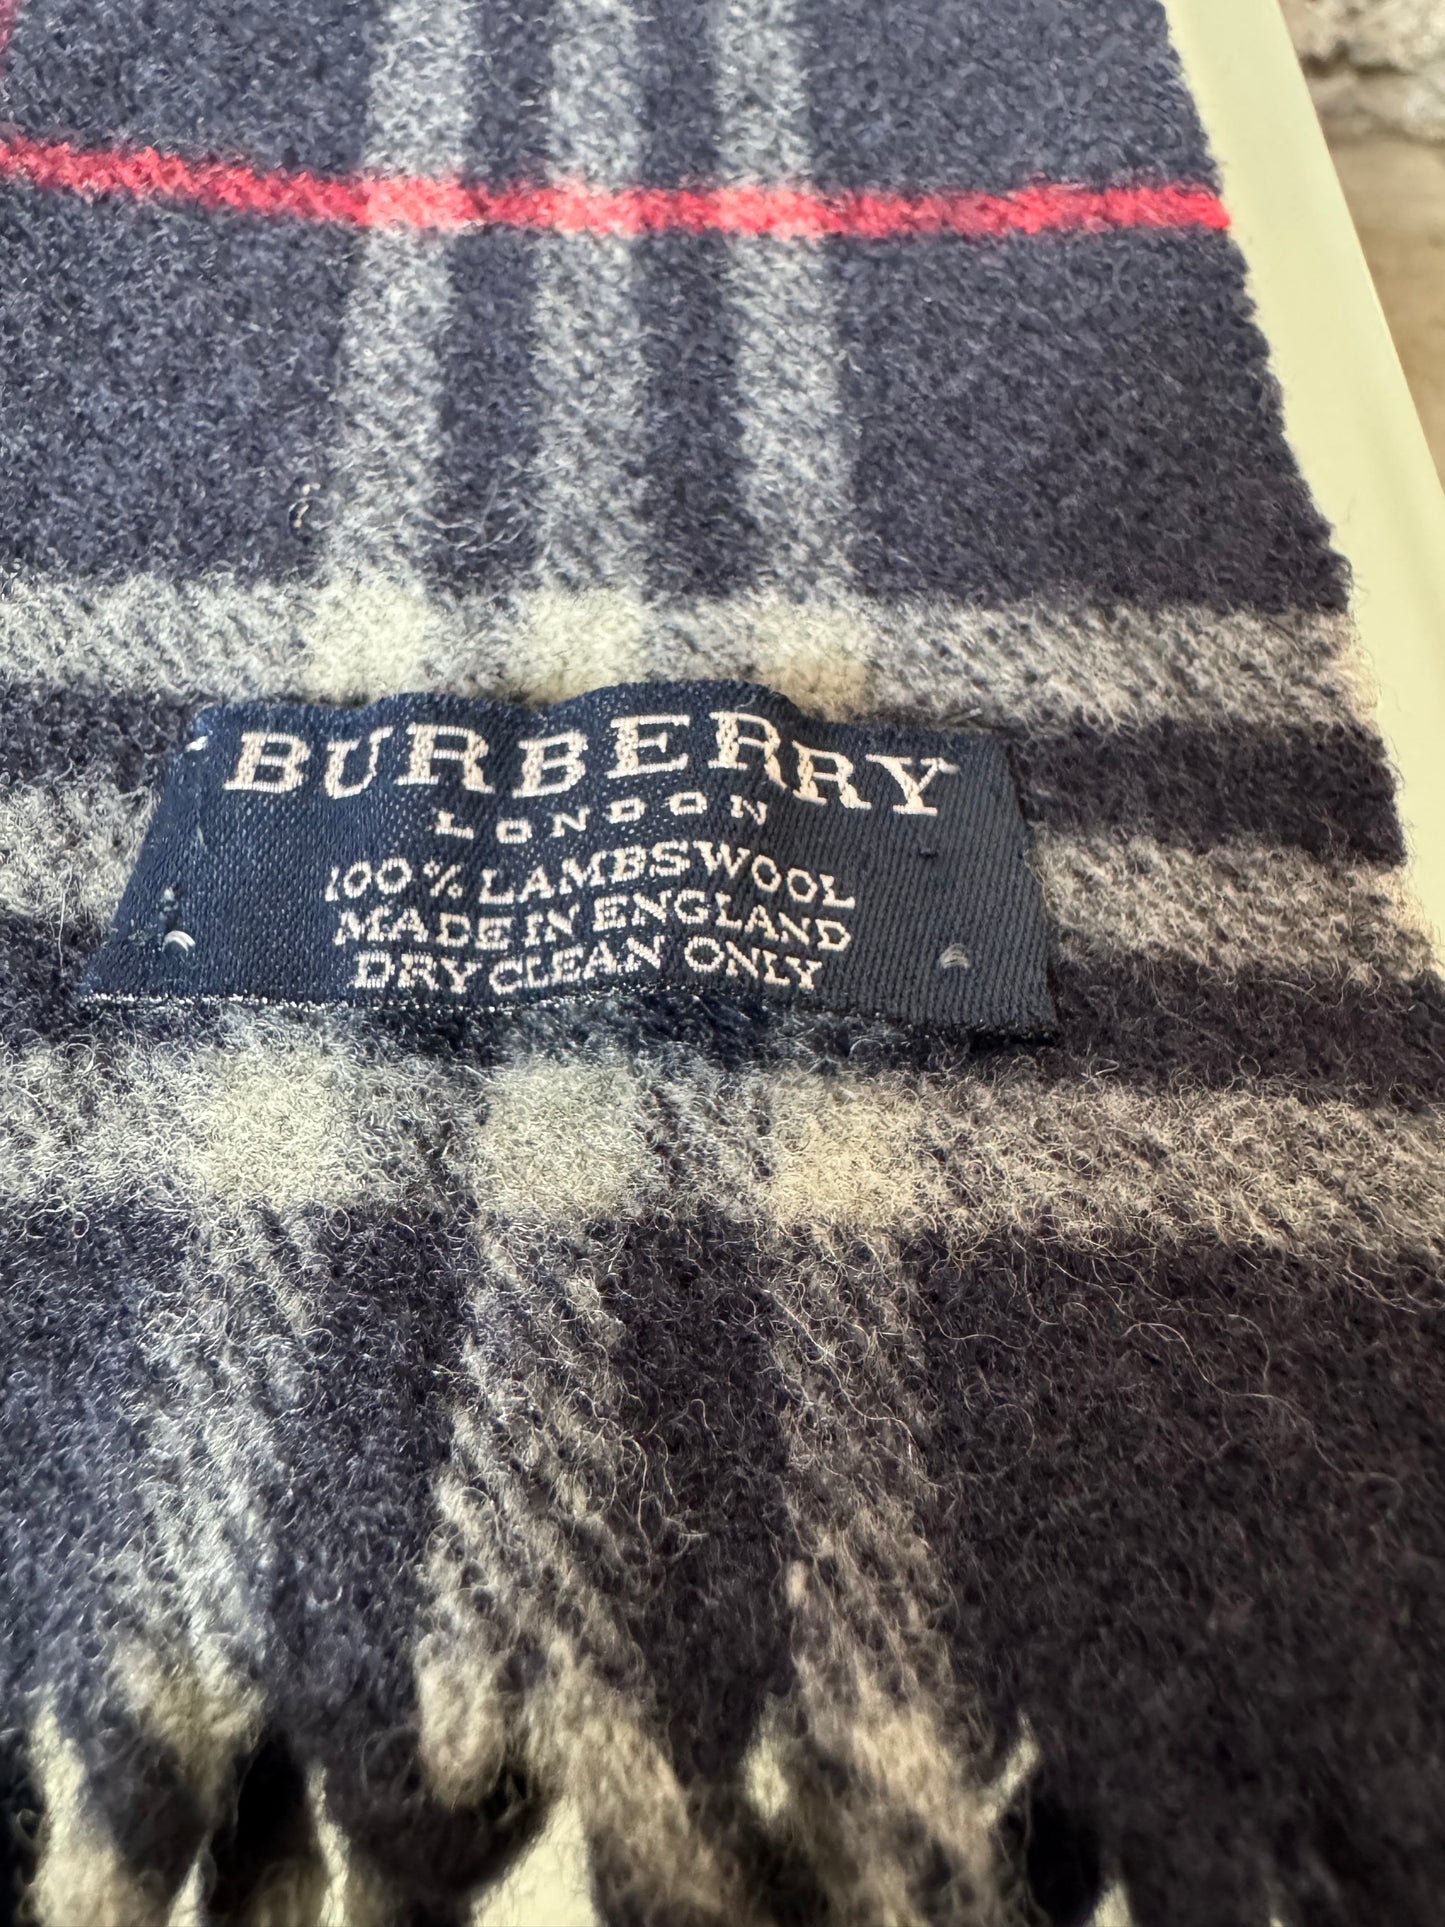 BURBERRY
LONDON
100% LAMBSWOOL
MADE IN ENGLAND
DRY CLEAN ONLY